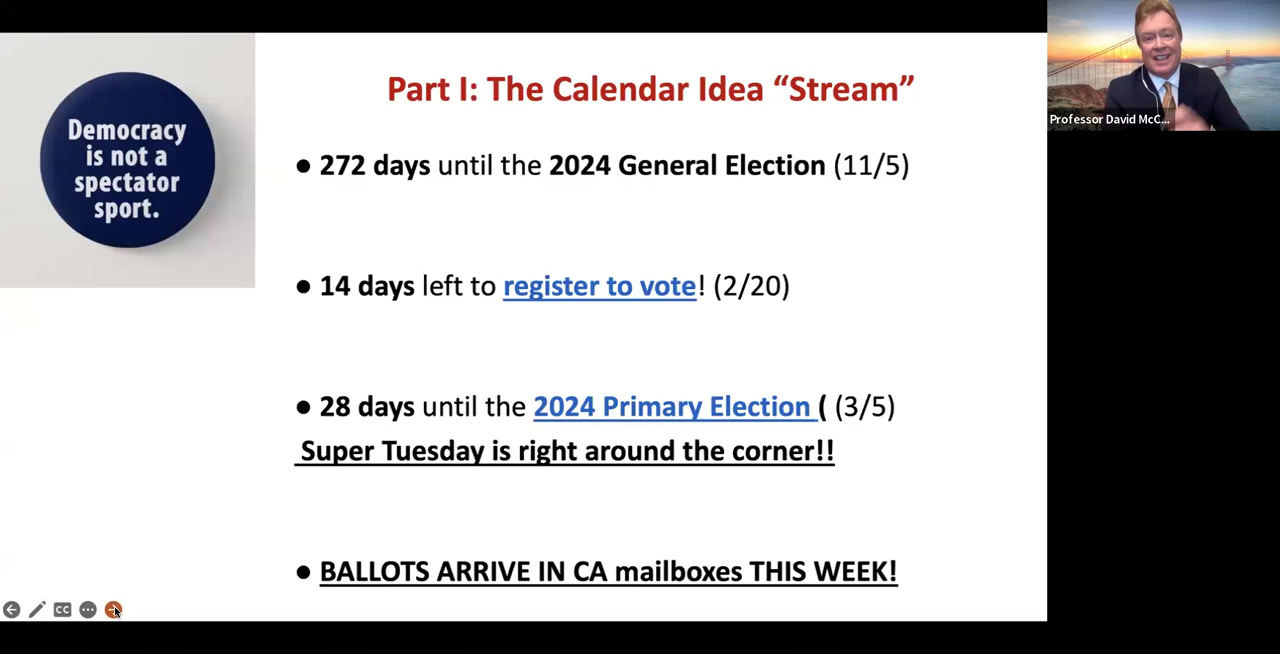 Democracy
is not a
spectator
sport.
Part I: The Calendar Idea “Stream”
● 272 days until the 2024 General Election (11/5)
● 14 days left to register to vote! (2/20)
● 28 days until the 2024 Primary Election ( (3/5)
Super Tuesday is right around the corner!!
● BALLOTS ARRIVE IN CA mailboxes THIS WEEK!
CC
Professor David McC...